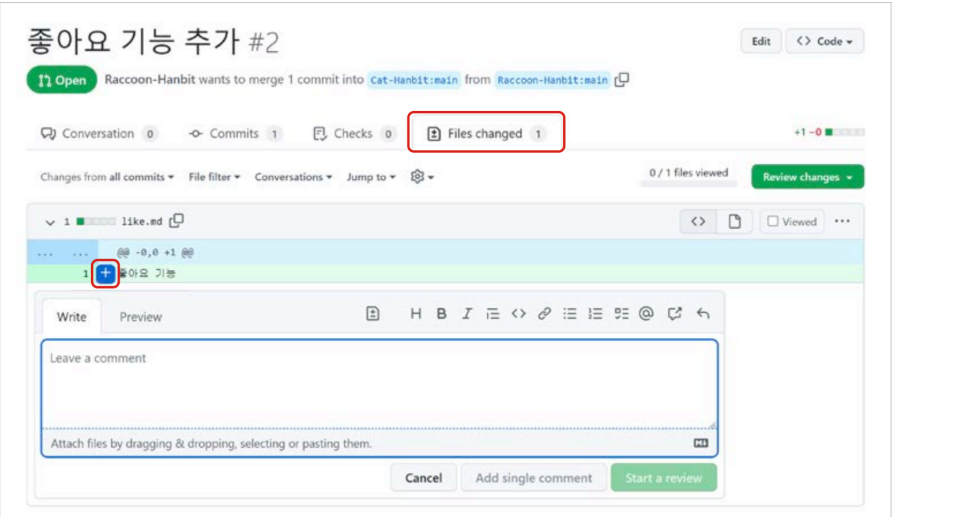 좋아요 기능 추가 #2
Edit <> Code
Open Raccoon-Hanbit wants to merge 1 commit into Cat-Hanbit:main from Raccoon-Hanbit:main
Conversation 0 Commits 1 Checks 0 Files changed 1 +1 −0
Changes from all commits File filter Conversations Jump to 0 / 1 files viewed Review changes
1 like.md <> Viewed ...
... ... @@ -0,0 +1 @@
1 + 좋아요 기능
Write Preview H B I <> @
Leave a comment
Attach files by dragging & dropping, selecting or pasting them.
Cancel Add single comment Start a review